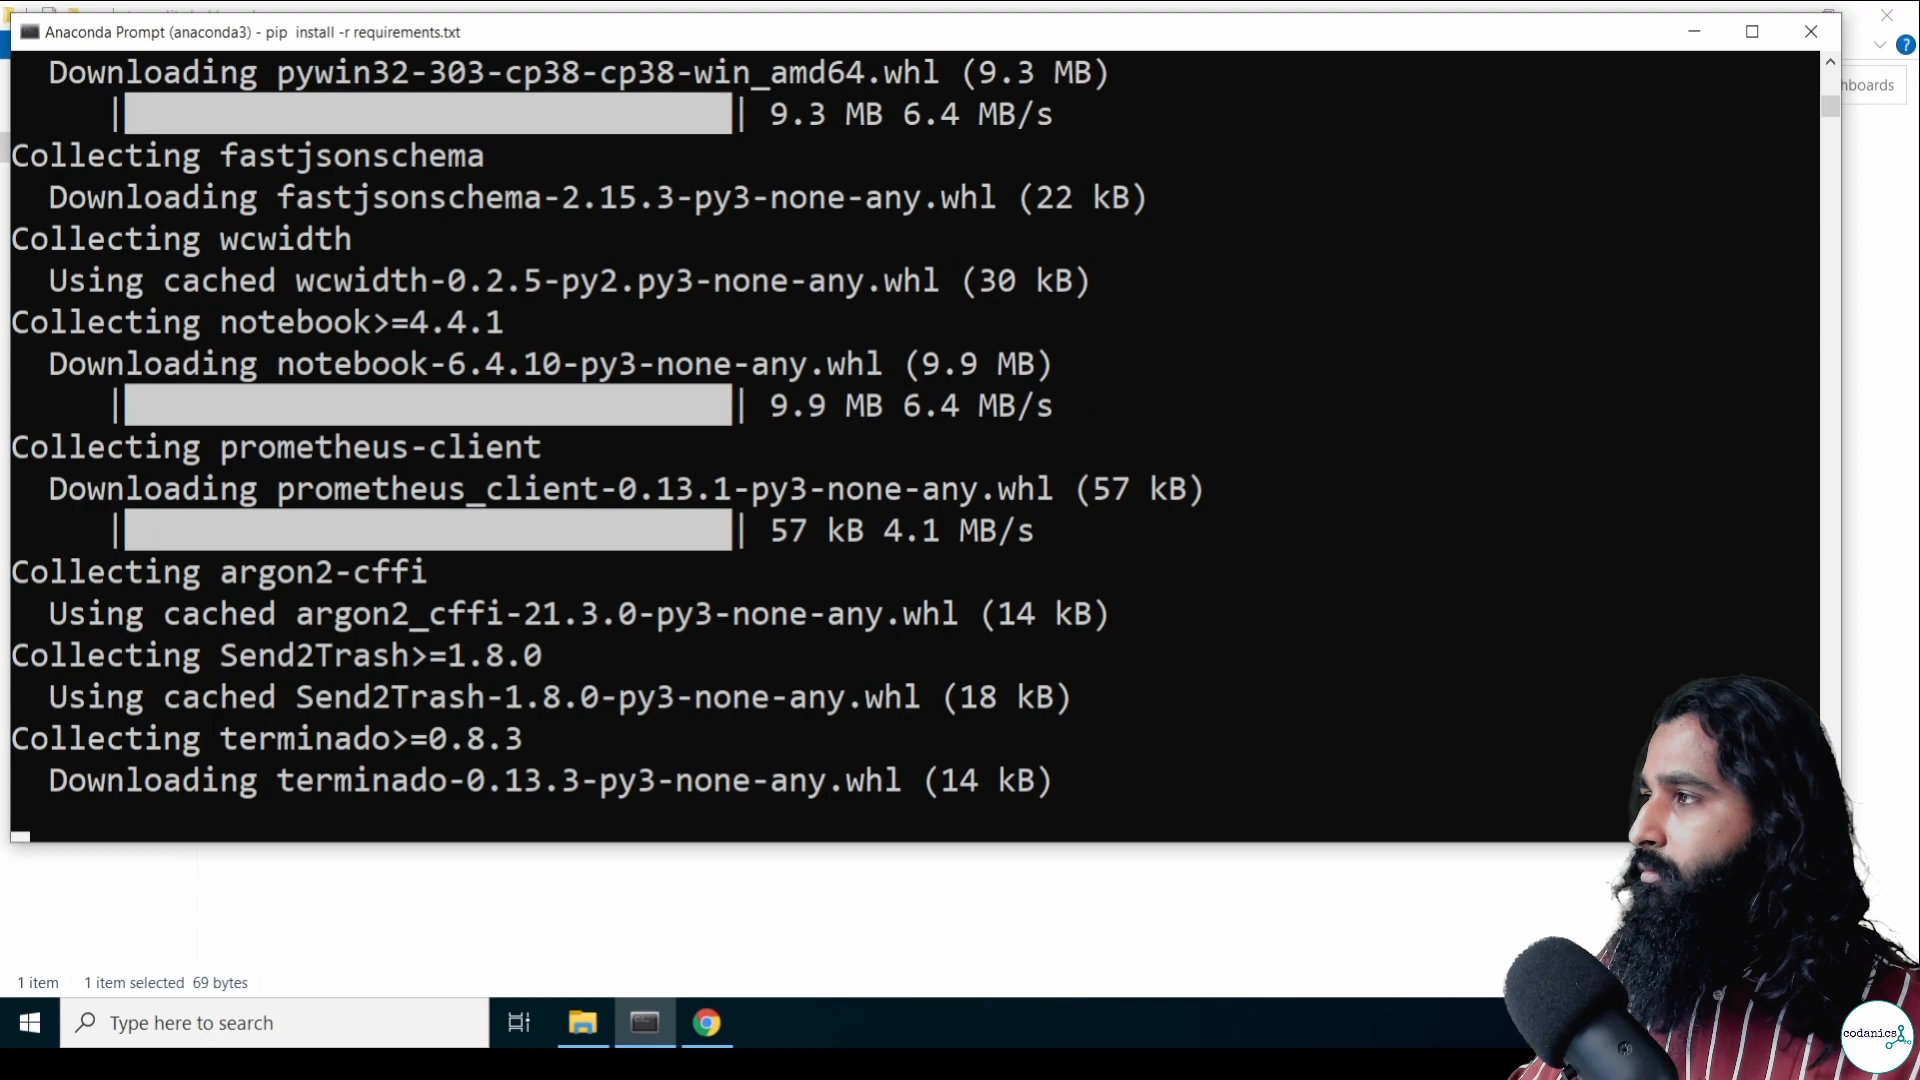 Anaconda Prompt (anaconda3) - pip  install -r requirements.txt
Downloading pywin32-303-cp38-cp38-win_amd64.whl (9.3 MB)
| | 9.3 MB 6.4 MB/s
Collecting fastjsonschema
Downloading fastjsonschema-2.15.3-py3-none-any.whl (22 kB)
Collecting wcwidth
Using cached wcwidth-0.2.5-py2.py3-none-any.whl (30 kB)
Collecting notebook>=4.4.1
Downloading notebook-6.4.10-py3-none-any.whl (9.9 MB)
| | 9.9 MB 6.4 MB/s
Collecting prometheus-client
Downloading prometheus_client-0.13.1-py3-none-any.whl (57 kB)
| | 57 kB 4.1 MB/s
Collecting argon2-cffi
Using cached argon2_cffi-21.3.0-py3-none-any.whl (14 kB)
Collecting Send2Trash>=1.8.0
Using cached Send2Trash-1.8.0-py3-none-any.whl (18 kB)
Collecting terminado>=0.8.3
Downloading terminado-0.13.3-py3-none-any.whl (14 kB)
hboards
1 item 1 item selected 69 bytes
Type here to search
codanics